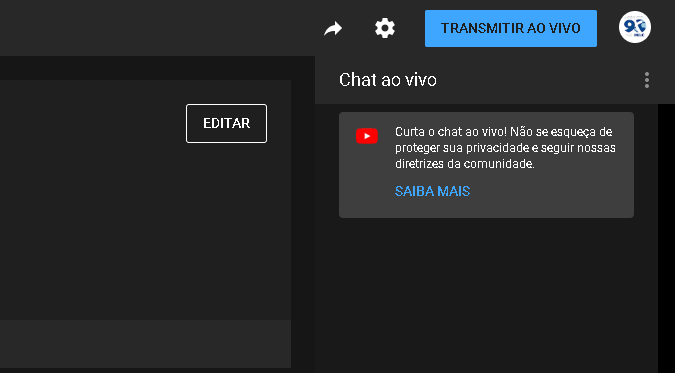 TRANSMITIR AO VIVO
Chat ao vivo
EDITAR
Curta o chat ao vivo! Não se esqueça de
proteger sua privacidade e seguir nossas
diretrizes da comunidade.
SAIBA MAIS